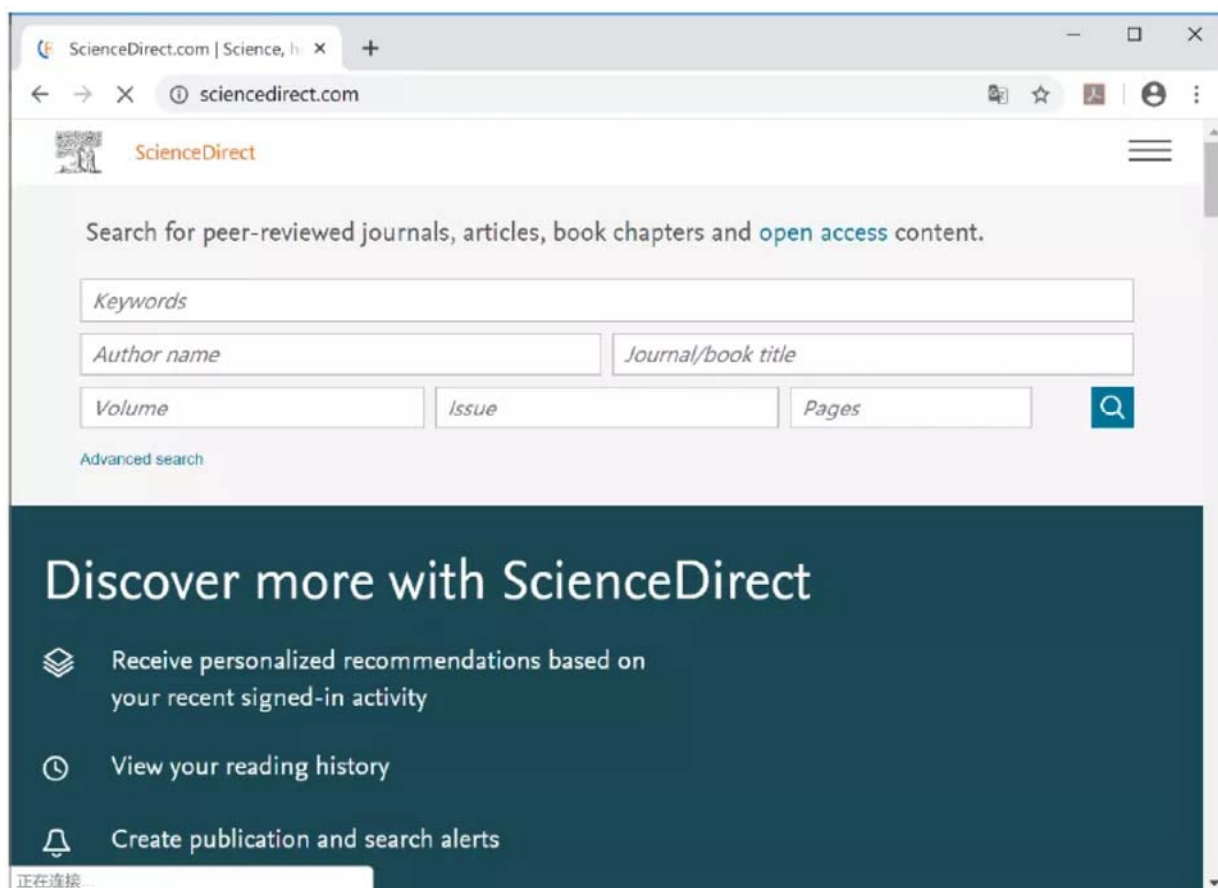 ScienceDirect.com | Science, h
sciencedirect.com
ScienceDirect
Search for peer-reviewed journals, articles, book chapters and open access content.
Keywords
Author name Journal/book title
Volume Issue Pages
Advanced search
Discover more with ScienceDirect
Receive personalized recommendations based on
your recent signed-in activity
View your reading history
Create publication and search alerts
正在连接...